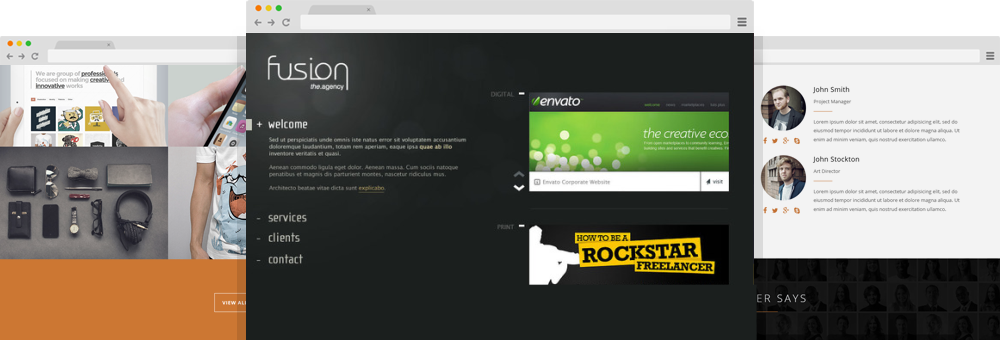 We are group of professionals
focused on making creative
innovative works
VIEW AL
fusion
the.agency
+ welcome
Sed ut perspiciatis unde omnis iste natus error sit voluptatem accusantium
doloremque laudantium, totam rem aperiam, eaque ipsa quae ab illo
inventore veritatis et quasi.
Aenean commodo ligula eget dolor. Aenean massa. Cum sociis natoque
penatibus et magnis dis parturient montes, nascetur ridiculus mus.
Architecto beatae vitae dicta sunt explicabo.
- services
- clients
- contact
DIGITAL
envato
the creative eco
Envato Corporate Website
visit
PRINT
HOW TO BE A
ROCKSTAR
FREELANCER
John Smith
Project Manager
Lorem ipsum dolor sit amet, consectetur adipisicing elit, sed do
eiusmod tempor incididunt ut labore et dolore magna aliqua. Ut
enim ad minim veniam, quis nostrud exercitation ullamco.
John Stockton
Art Director
Lorem ipsum dolor sit amet, consectetur adipisicing elit, sed do
eiusmod tempor incididunt ut labore et dolore magna aliqua. Ut
enim ad minim veniam, quis nostrud exercitation ullamco.
ER SAYS